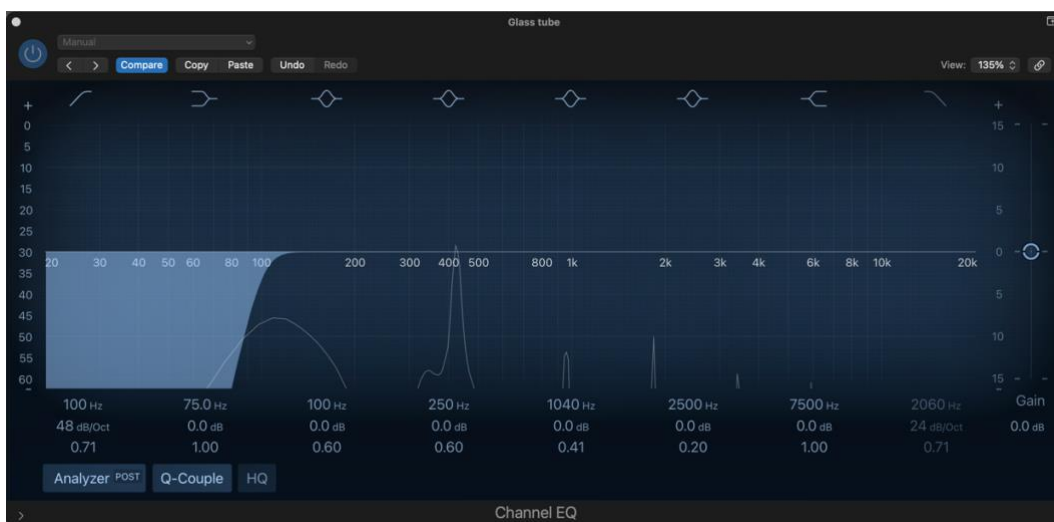 Glass tube
Manual
Compare Copy Paste Undo Redo View: 135%
+ +
0 15
5
10 10
15
20 5
25
30 0
20 30 40 50 60 80 100 200 300 400 500 800 1k 2k 3k 4k 6k 8k 10k 20k
35
40 5
45
50 10
55
60 15
100 Hz 75.0 Hz 100 Hz 250 Hz 1040 Hz 2500 Hz 7500 Hz 2060 Hz Gain
48 dB/Oct 0.0 dB 0.0 dB 0.0 dB 0.0 dB 0.0 dB 0.0 dB 24 dB/Oct 0.0 dB
0.71 1.00 0.60 0.60 0.41 0.20 1.00 0.71
Analyzer POST Q-Couple HQ
Channel EQ